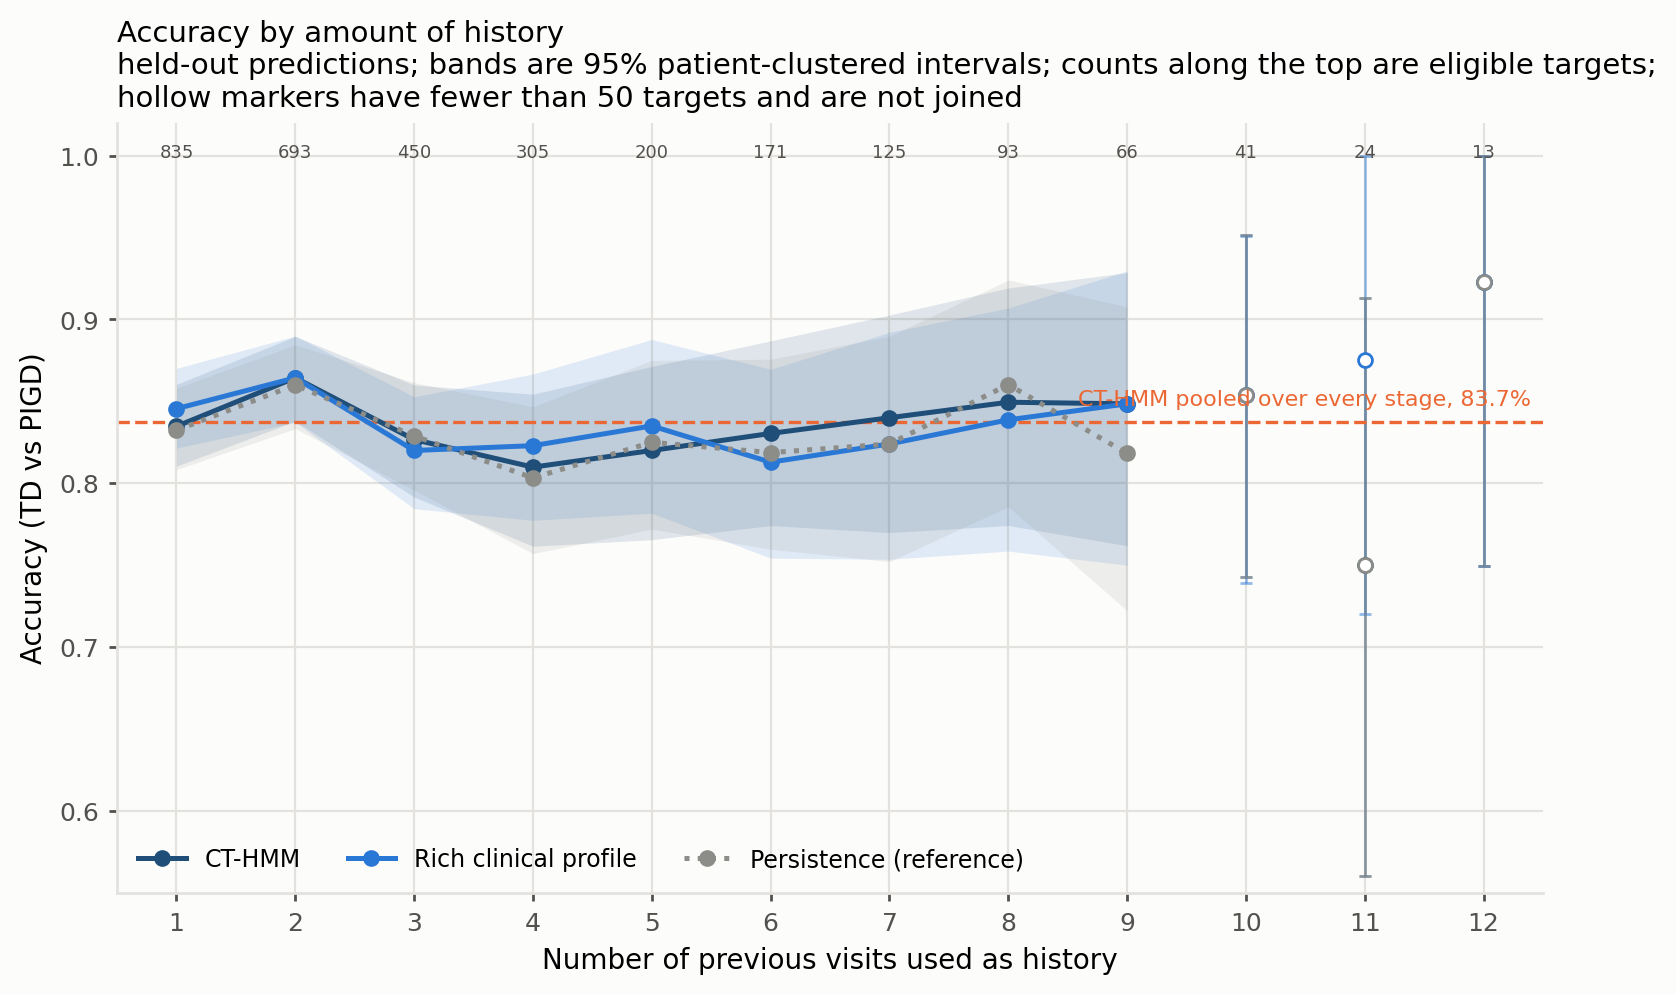 Accuracy by amount of history
held-out predictions; bands are 95% patient-clustered intervals; counts along the top are eligible targets;
hollow markers have fewer than 50 targets and are not joined
835 693 450 305 200 171 125 93 66 41 24 13
1.0
0.9
0.8
0.7
0.6
Accuracy (TD vs PIGD)
CT-HMM pooled over every stage, 83.7%
CT-HMM Rich clinical profile Persistence (reference)
1 2 3 4 5 6 7 8 9 10 11 12
Number of previous visits used as history